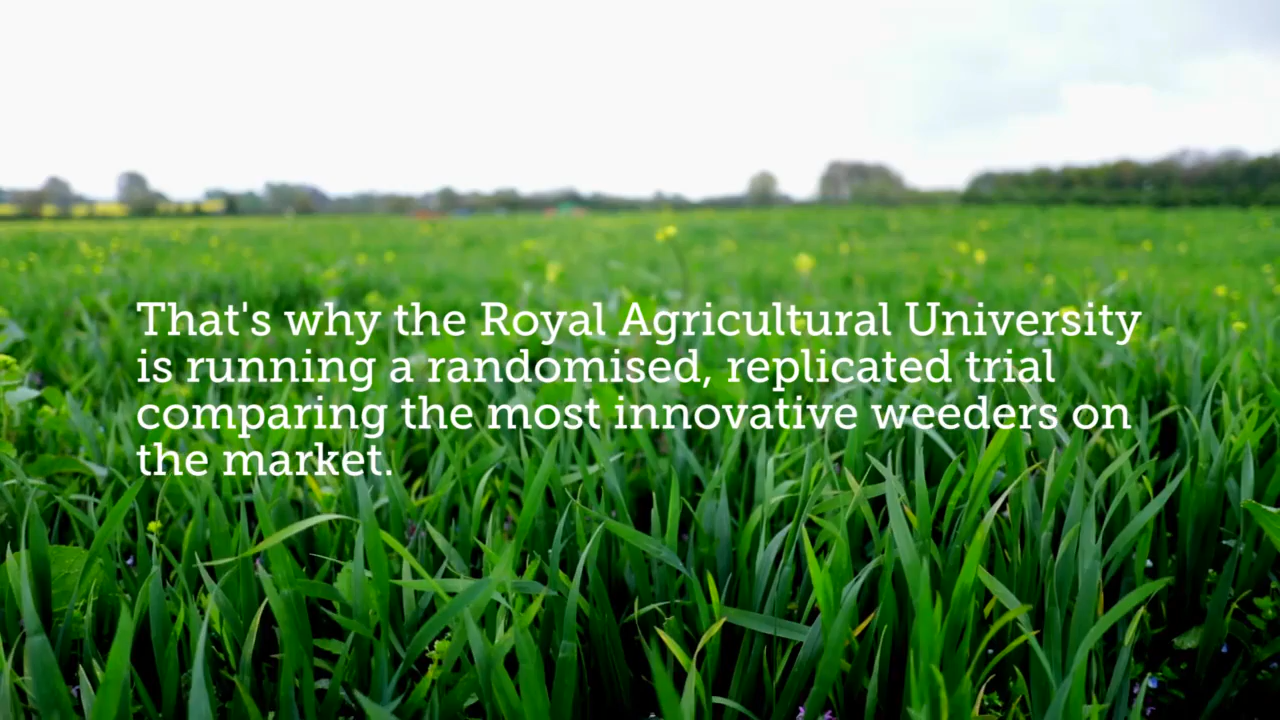 That's why the Royal Agricultural University
is running a randomised, replicated trial
comparing the most innovative weeders on
the market.